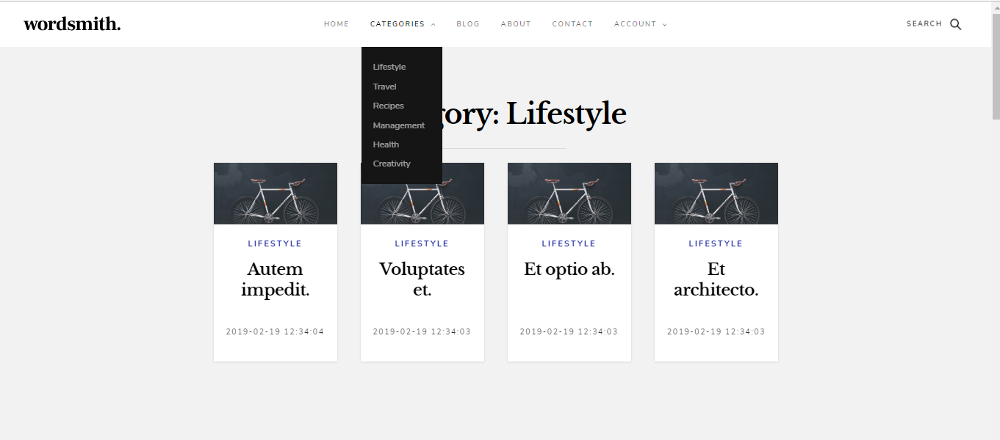 wordsmith.
HOME CATEGORIES BLOG ABOUT CONTACT ACCOUNT SEARCH
Lifestyle
Travel
Recipes
Management
Health
Creativity
gory: Lifestyle
LIFESTYLE LIFESTYLE LIFESTYLE LIFESTYLE
Autem impedit.
Voluptates et.
Et optio ab.
Et architecto.
2019-02-19 12:34:04 2019-02-19 12:34:03 2019-02-19 12:34:03 2019-02-19 12:34:03